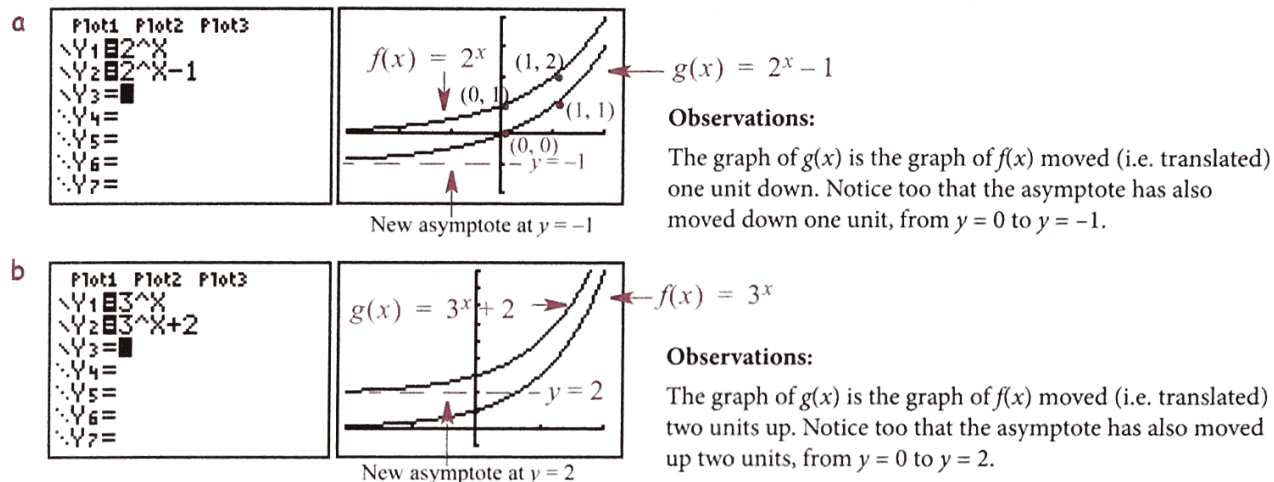 a
Plot1 Plot2 Plot3
\Y1=2^X
\Y2=2^X-1
\Y3=
Y4=
Y5=
Y6=
Y7=
f(x) = 2ˣ
(1, 2)
(0, 1)
(1, 1)
(0, 0)
y = −1
New asymptote at y = −1
g(x) = 2ˣ − 1
Observations:
The graph of g(x) is the graph of f(x) moved (i.e. translated)
one unit down. Notice too that the asymptote has also
moved down one unit, from y = 0 to y = −1.
b
Plot1 Plot2 Plot3
\Y1=3^X
\Y2=3^X+2
\Y3=
Y4=
Y5=
Y6=
Y7=
g(x) = 3ˣ + 2
y = 2
New asymptote at y = 2
f(x) = 3ˣ
Observations:
The graph of g(x) is the graph of f(x) moved (i.e. translated)
two units up. Notice too that the asymptote has also moved
up two units, from y = 0 to y = 2.